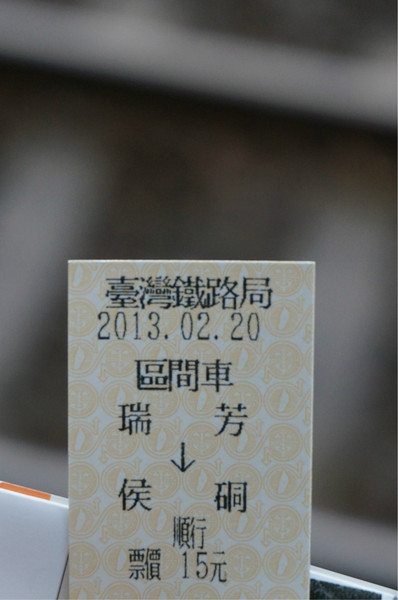 臺灣鐵路局
2013.02.20
區間車
瑞芳
↓
侯硐
順行
票價 15元